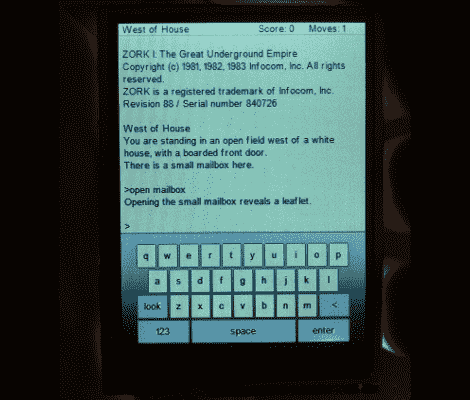 West of House Score: 0 Moves: 1
ZORK I: The Great Underground Empire
Copyright (c) 1981, 1982, 1983 Infocom, Inc. All rights
reserved.
ZORK is a registered trademark of Infocom, Inc.
Revision 88 / Serial number 840726
West of House
You are standing in an open field west of a white
house, with a boarded front door.
There is a small mailbox here.
>open mailbox
Opening the small mailbox reveals a leaflet.
>
q w e r t y u i o p
a s d f g h j k l
look z x c v b n m <
123 space enter